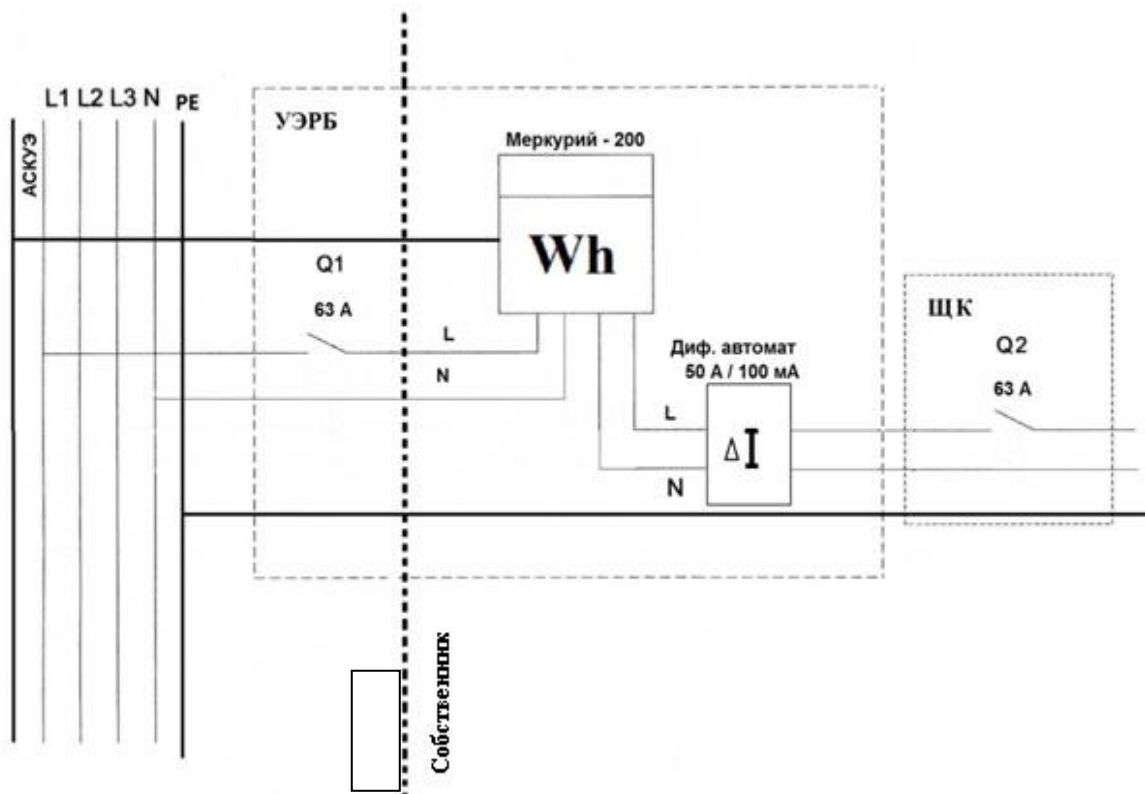 L1 L2 L3 N PE
АСКУЭ
УЭРБ
Меркурий - 200
Wh
Q1
63 А
L
N
Диф. автомат
50 А / 100 мА
L
N
Δ I
ЩК
Q2
63 А
Собственник